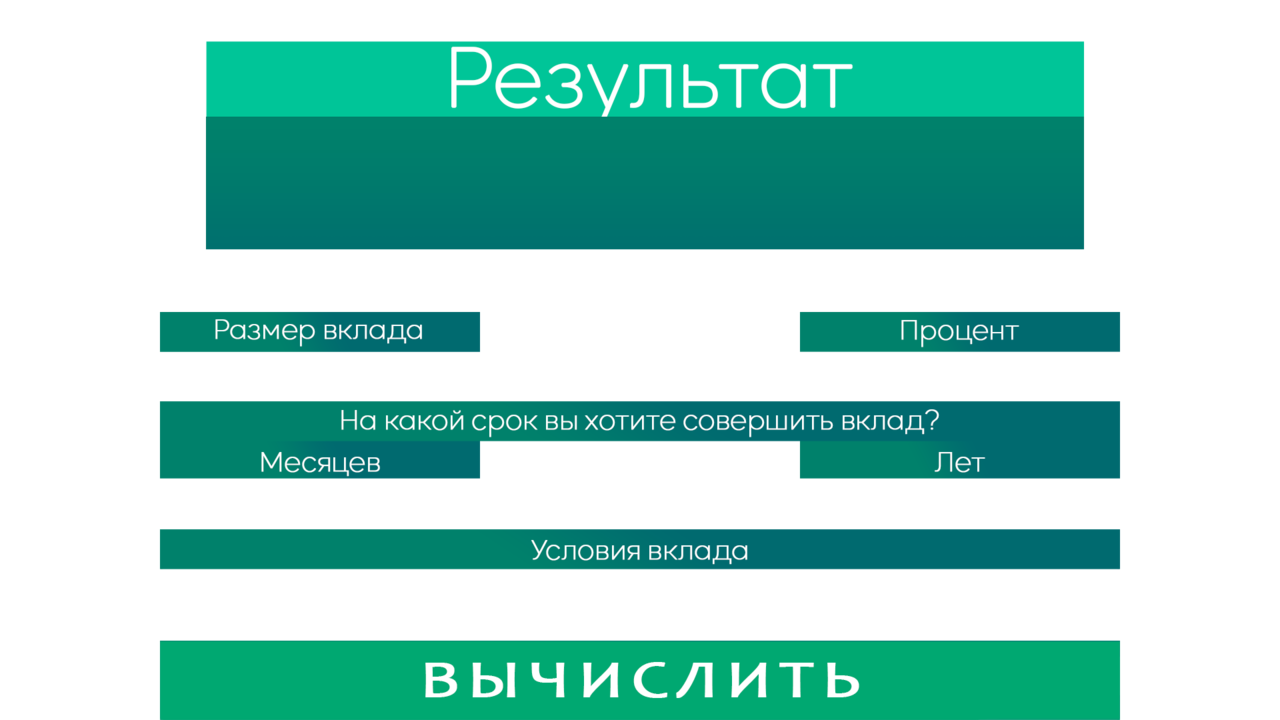 Результат
Размер вклада
Процент
На какой срок вы хотите совершить вклад?
Месяцев
Лет
Условия вклада
ВЫЧИСЛИТЬ